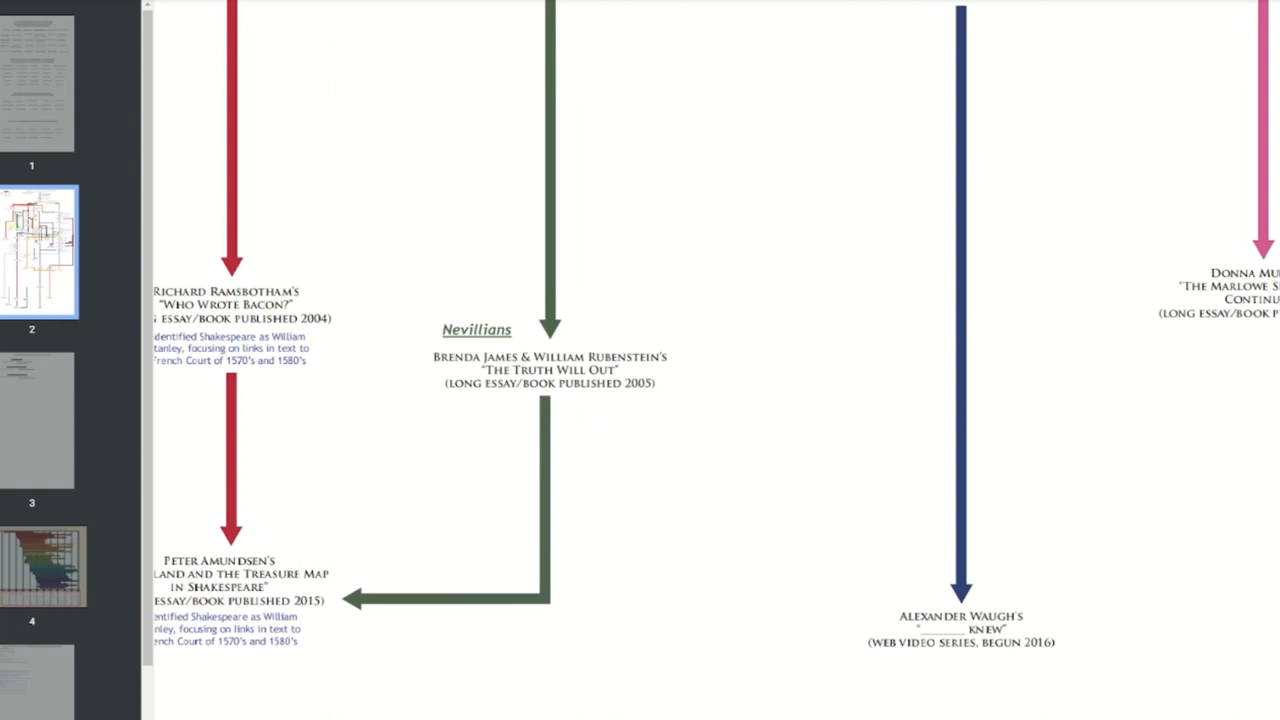 1
2
3
4
RICHARD RAMSBOTHAM'S
"WHO WROTE BACON?"
ESSAY/BOOK PUBLISHED 2004)
dentified Shakespeare as William
tanley, focusing on links in text to
French Court of 1570's and 1580's
Nevillians
BRENDA JAMES & WILLIAM RUBENSTEIN'S
"THE TRUTH WILL OUT"
(LONG ESSAY/BOOK PUBLISHED 2005)
DONNA MU
"THE MARLOWE S
CONTINU
(LONG ESSAY/BOOK P
PETER AMUNDSEN'S
LAND AND THE TREASURE MAP
IN SHAKESPEARE"
ESSAY/BOOK PUBLISHED 2015)
entified Shakespeare as William
nley, focusing on links in text to
ench Court of 1570's and 1580's
ALEXANDER WAUGH'S
"________ KNEW"
(WEB VIDEO SERIES, BEGUN 2016)